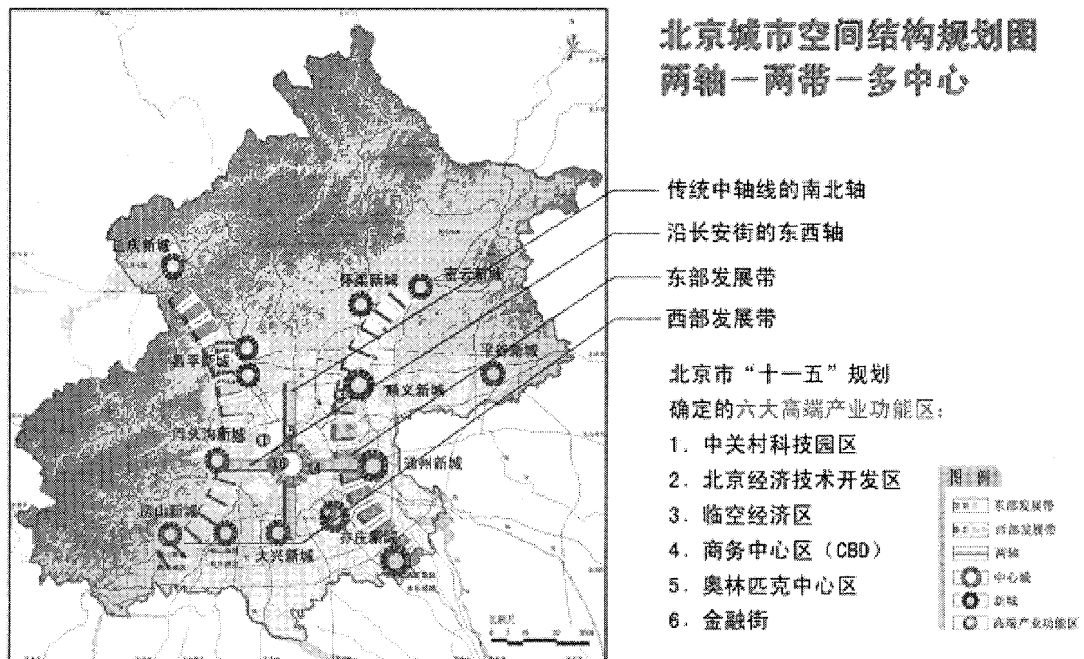 北京城市空间结构规划图
两轴—两带—多中心
传统中轴线的南北轴
沿长安街的东西轴
东部发展带
西部发展带
北京市“十一五”规划
确定的六大高端产业功能区:
1. 中关村科技园区
2. 北京经济技术开发区
3. 临空经济区
4. 商务中心区(CBD)
5. 奥林匹克中心区
6. 金融街
图 例
东部发展带
西部发展带
两轴
中心城
新城
高端产业功能区
延庆新城
怀柔新城
密云新城
昌平新城
平谷新城
顺义新城
门头沟新城
通州新城
房山新城
大兴新城
亦庄新城